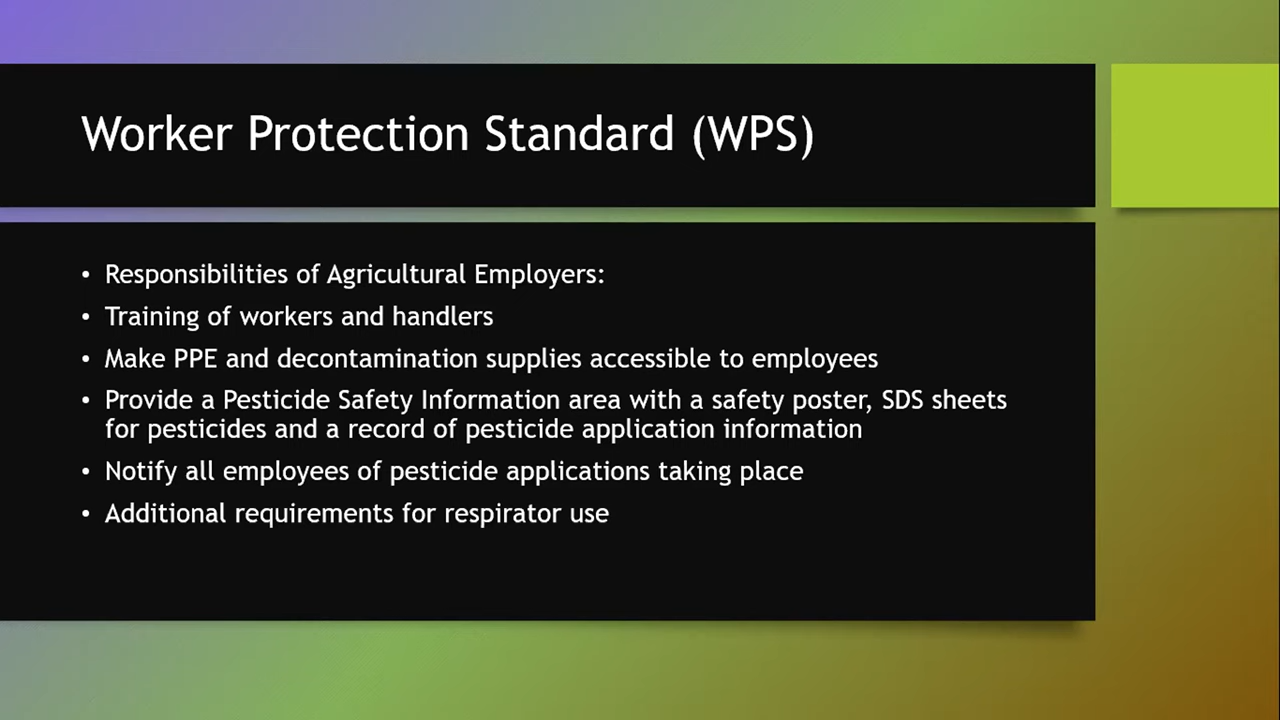 Worker Protection Standard (WPS)
• Responsibilities of Agricultural Employers:
• Training of workers and handlers
• Make PPE and decontamination supplies accessible to employees
• Provide a Pesticide Safety Information area with a safety poster, SDS sheets
for pesticides and a record of pesticide application information
• Notify all employees of pesticide applications taking place
• Additional requirements for respirator use